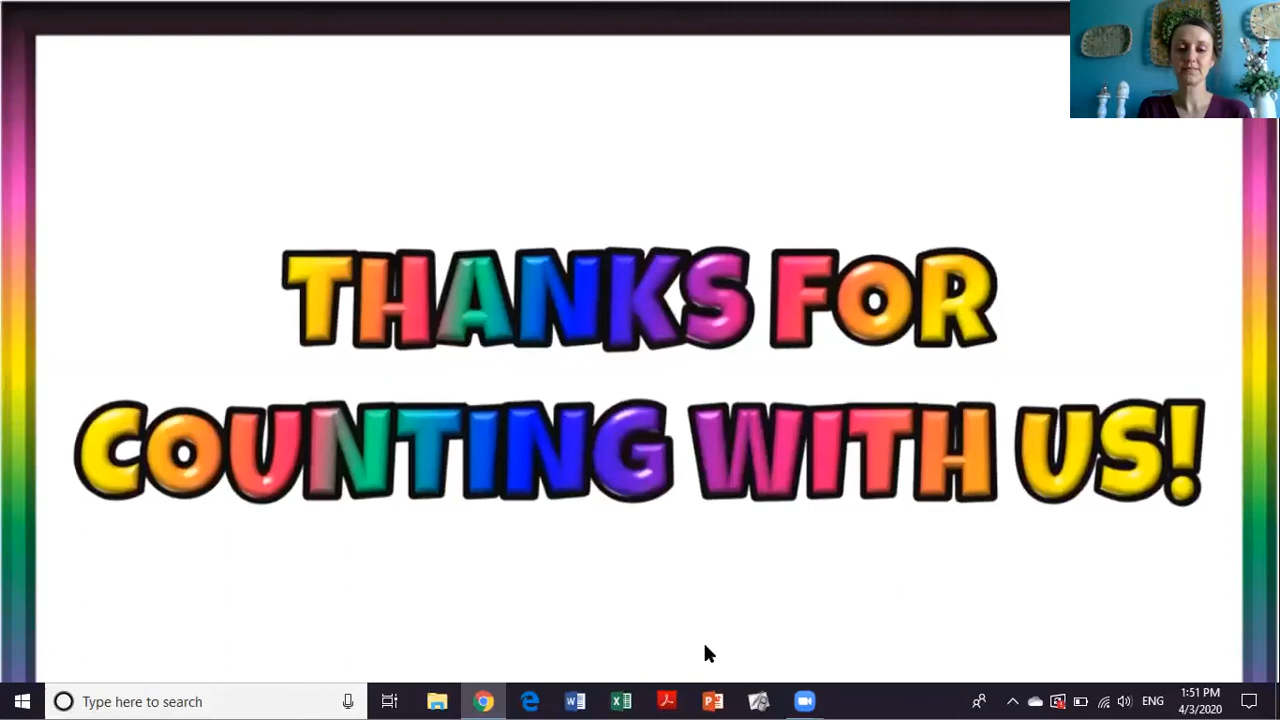 THANKS FOR
COUNTING WITH US!
Type here to search
ENG
1:51 PM
4/3/2020